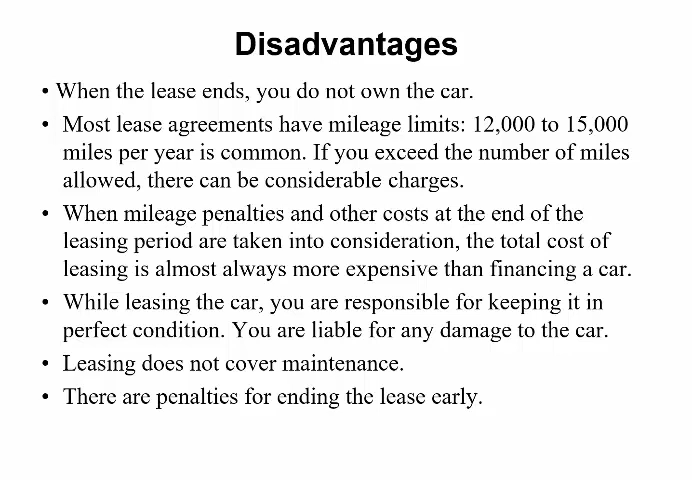 Disadvantages
• When the lease ends, you do not own the car.
• Most lease agreements have mileage limits: 12,000 to 15,000
miles per year is common. If you exceed the number of miles
allowed, there can be considerable charges.
• When mileage penalties and other costs at the end of the
leasing period are taken into consideration, the total cost of
leasing is almost always more expensive than financing a car.
• While leasing the car, you are responsible for keeping it in
perfect condition. You are liable for any damage to the car.
• Leasing does not cover maintenance.
• There are penalties for ending the lease early.